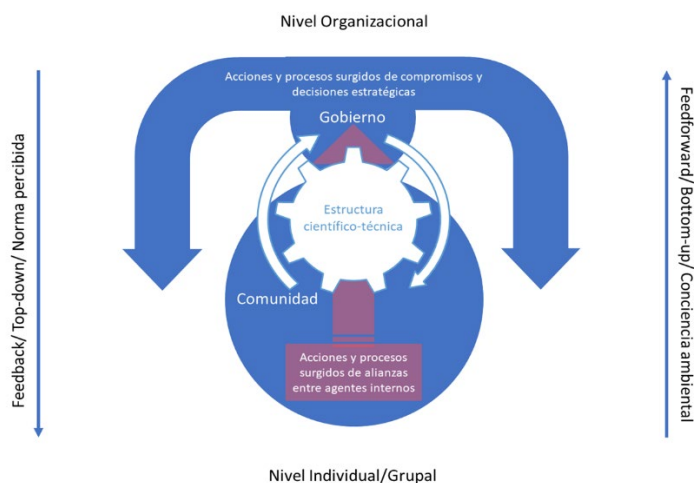 Nivel Organizacional
Acciones y procesos surgidos de compromisos y
decisiones estratégicas
Gobierno
Estructura
científico-técnica
Comunidad
Acciones y procesos
surgidos de alianzas
entre agentes internos
Feedback/ Top-down/ Norma percibida
Feedforward/ Bottom-up/ Conciencia ambiental
Nivel Individual/Grupal